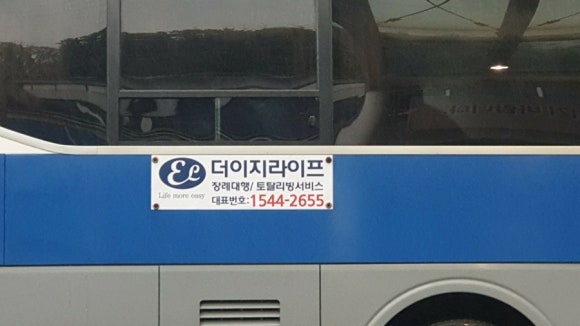 EL 더이지라이프
Life more easy 장례대행/ 토탈리빙서비스
대표번호:1544-2655